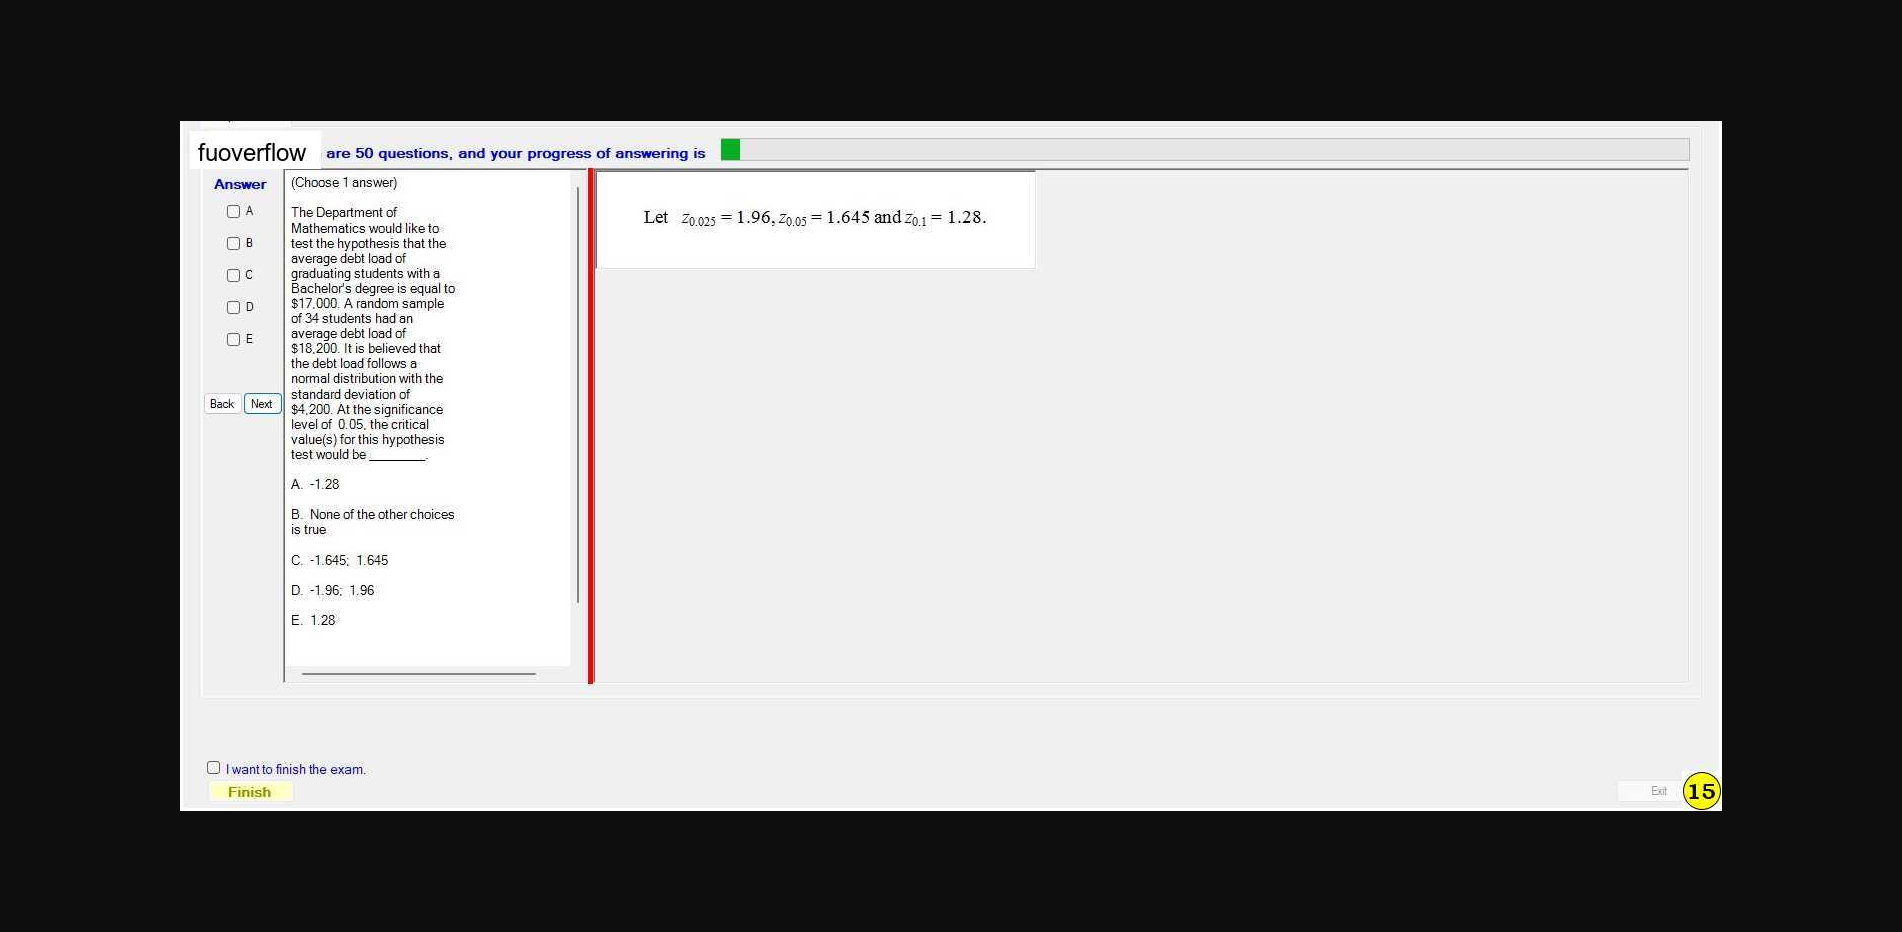 fuoverflow are 50 questions, and your progress of answering is
Answer
A
B
C
D
E
Back Next
(Choose 1 answer)
The Department of
Mathematics would like to
test the hypothesis that the
average debt load of
graduating students with a
Bachelor's degree is equal to
$17,000. A random sample
of 34 students had an
average debt load of
$18,200. It is believed that
the debt load follows a
normal distribution with the
standard deviation of
$4,200. At the significance
level of 0.05, the critical
value(s) for this hypothesis
test would be ________.
A. -1.28
B. None of the other choices
is true
C. -1.645; 1.645
D. -1.96; 1.96
E. 1.28
Let z0.025 = 1.96, z0.05 = 1.645 and z0.1 = 1.28.
I want to finish the exam.
Finish
Exit
15